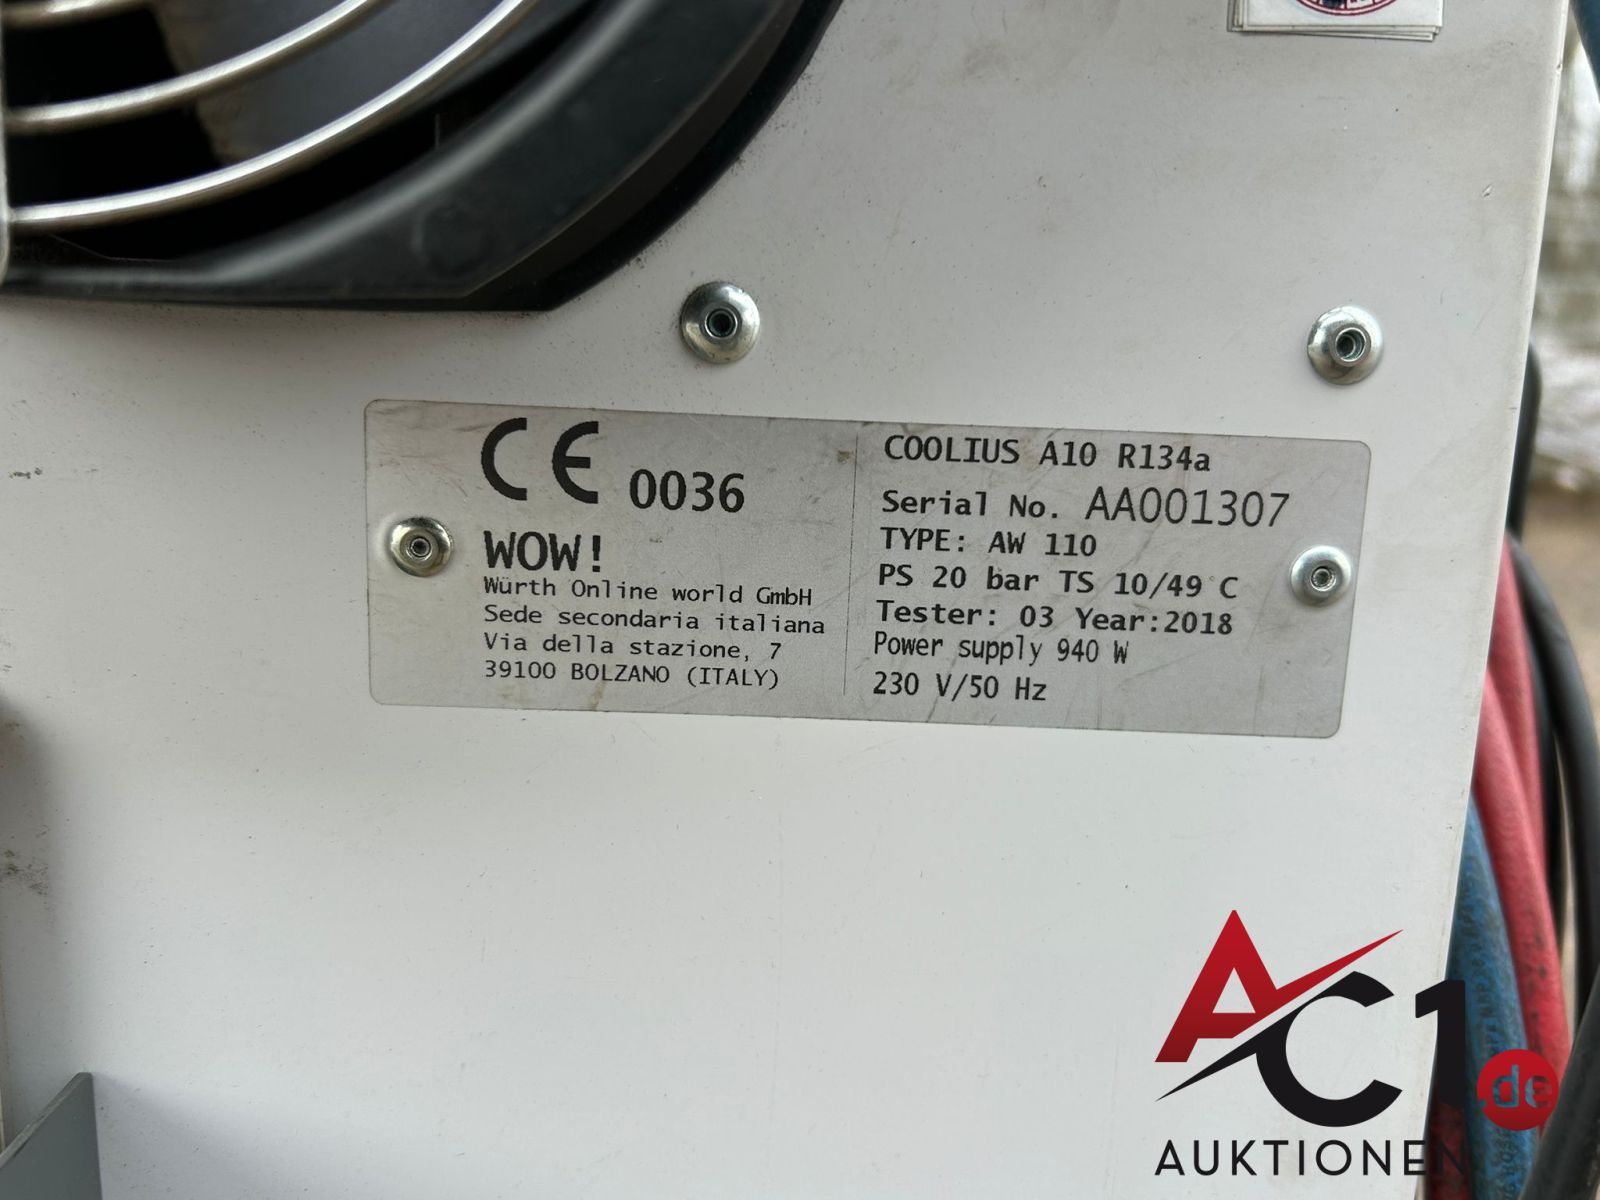 CE 0036
WOW!
Würth Online world GmbH
Sede secondaria italiana
Via della stazione, 7
39100 BOLZANO (ITALY)
COOLIUS A10 R134a
Serial No. AA001307
TYPE: AW 110
PS 20 bar TS 10/49°C
Tester: 03 Year:2018
Power supply 940 W
230 V/50 Hz
AC1.de
AUKTIONEN